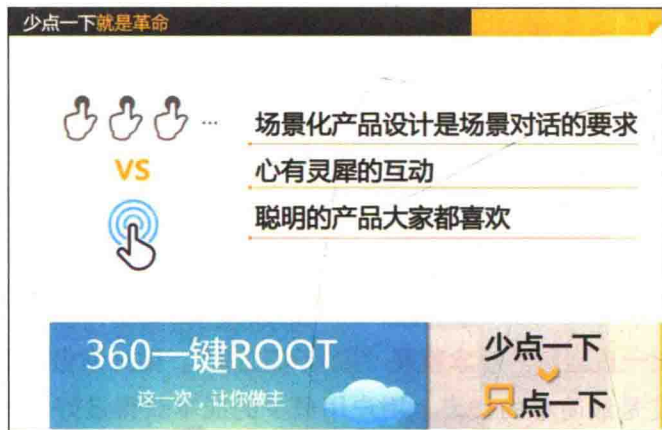 少点一下就是革命
...
场景化产品设计是场景对话的要求
VS
心有灵犀的互动
聪明的产品大家都喜欢
360一键ROOT
这一次，让你做主
少点一下
只点一下